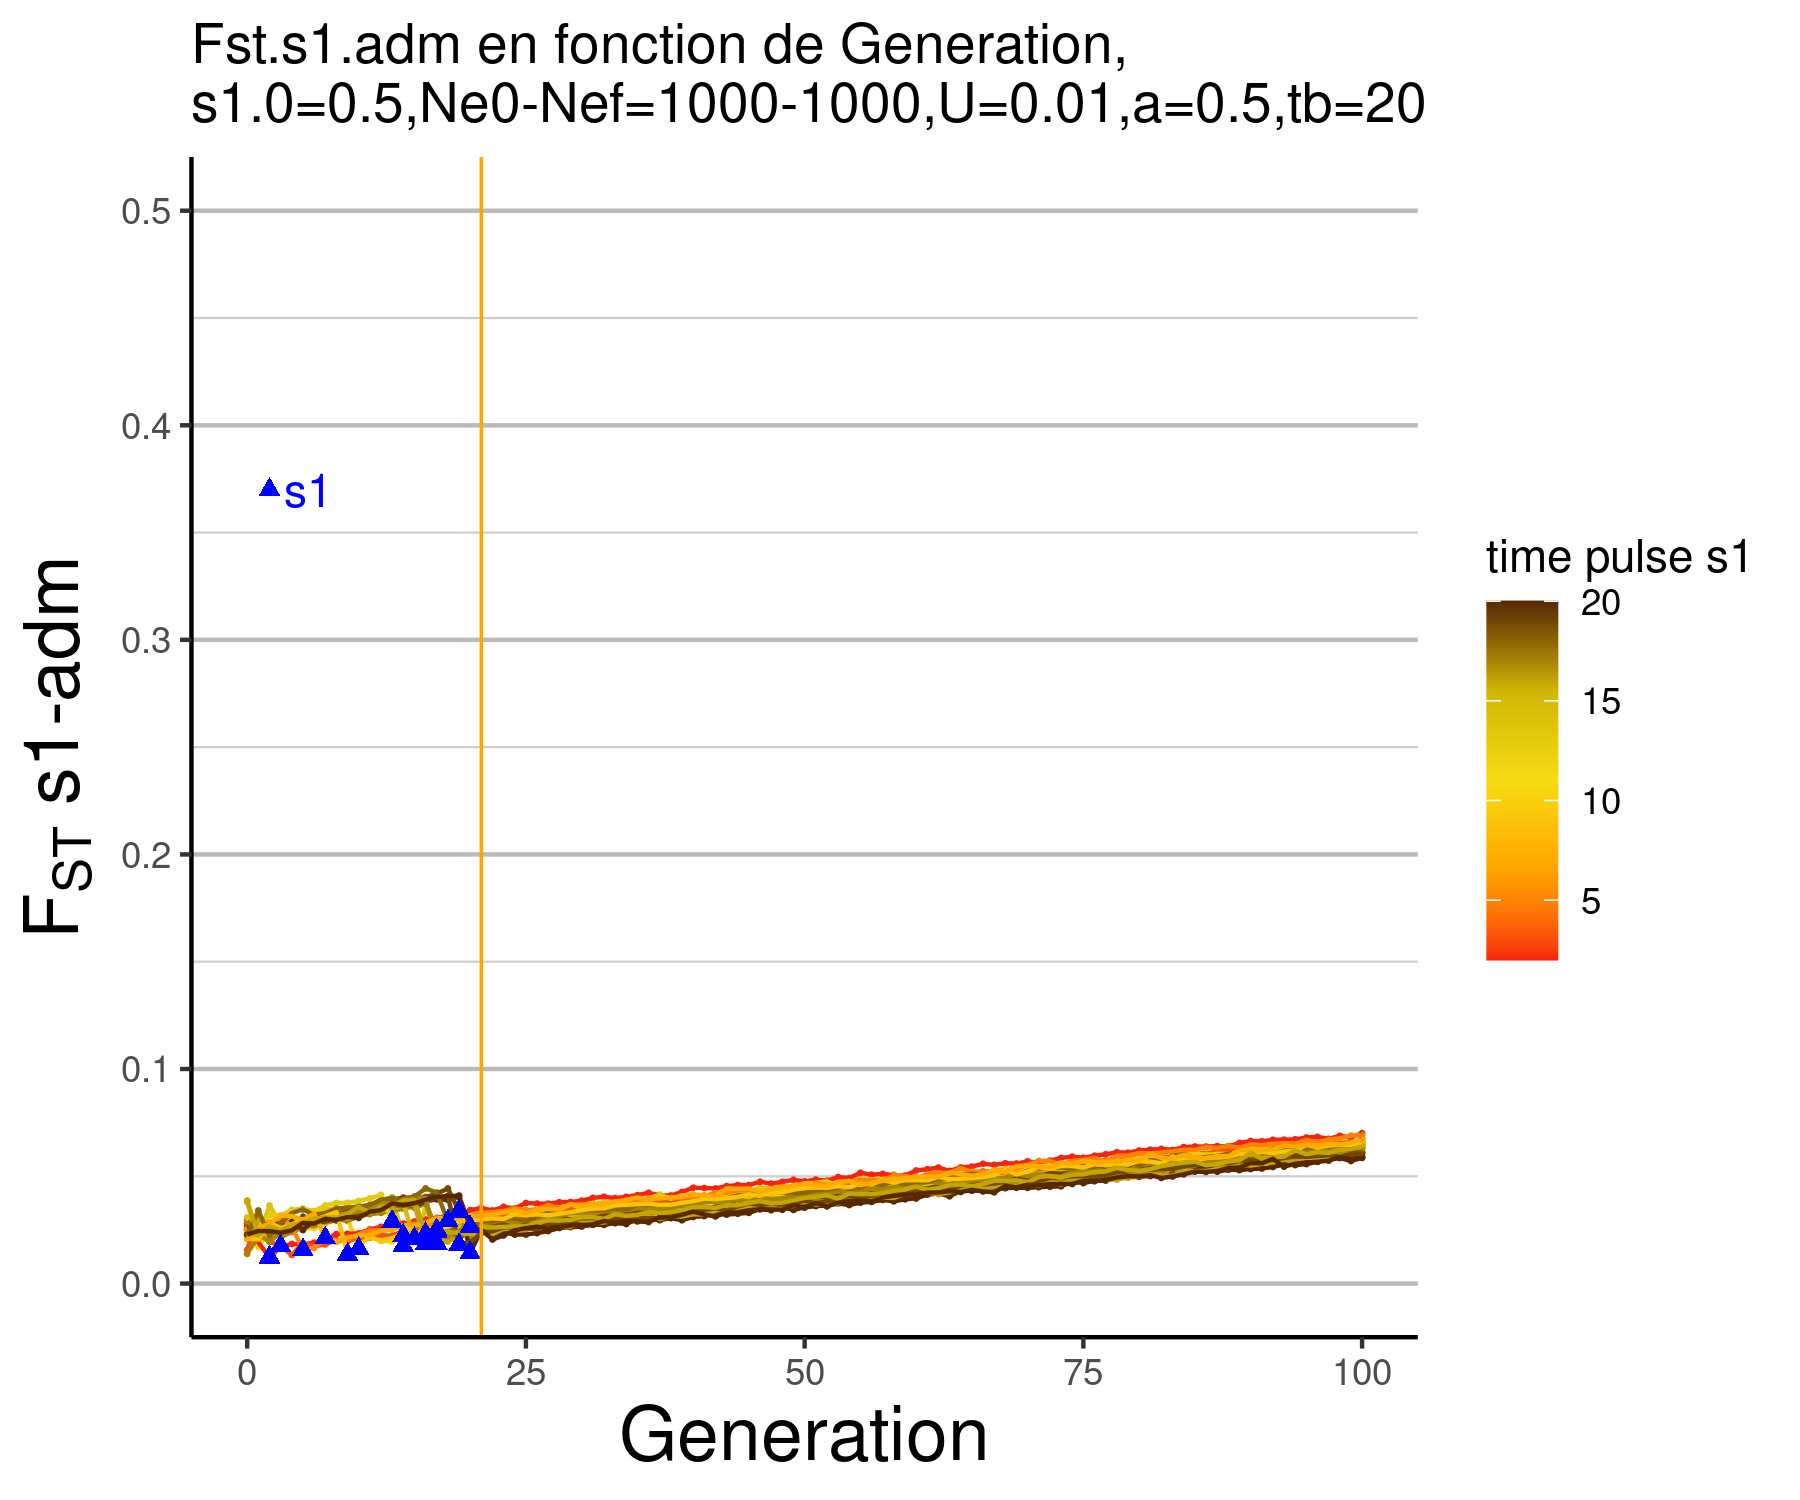 Fst.s1.adm en fonction de Generation,
s1.0=0.5,Ne0-Nef=1000-1000,U=0.01,a=0.5,tb=20
0.5
0.4
0.3
0.2
0.1
0.0
FST s1-adm
s1
0
25
50
75
100
Generation
time pulse s1
20
15
10
5